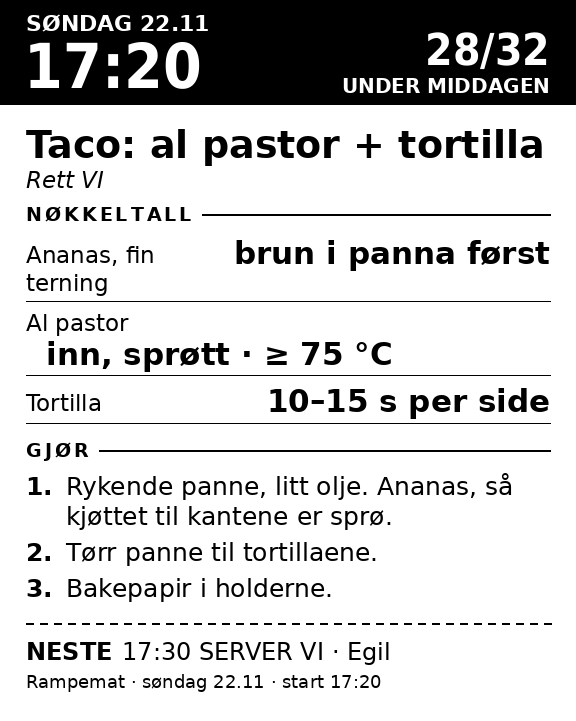 SØNDAG 22.11
17:20
28/32
UNDER MIDDAGEN
Taco: al pastor + tortilla
Rett VI
NØKKELTALL
Ananas, fin terning
brun i panna først
Al pastor
inn, sprøtt · ≥ 75 °C
Tortilla
10–15 s per side
GJØR
1. Rykende panne, litt olje. Ananas, så
kjøttet til kantene er sprø.
2. Tørr panne til tortillaene.
3. Bakepapir i holderne.
NESTE 17:30 SERVER VI · Egil
Rampemat · søndag 22.11 · start 17:20